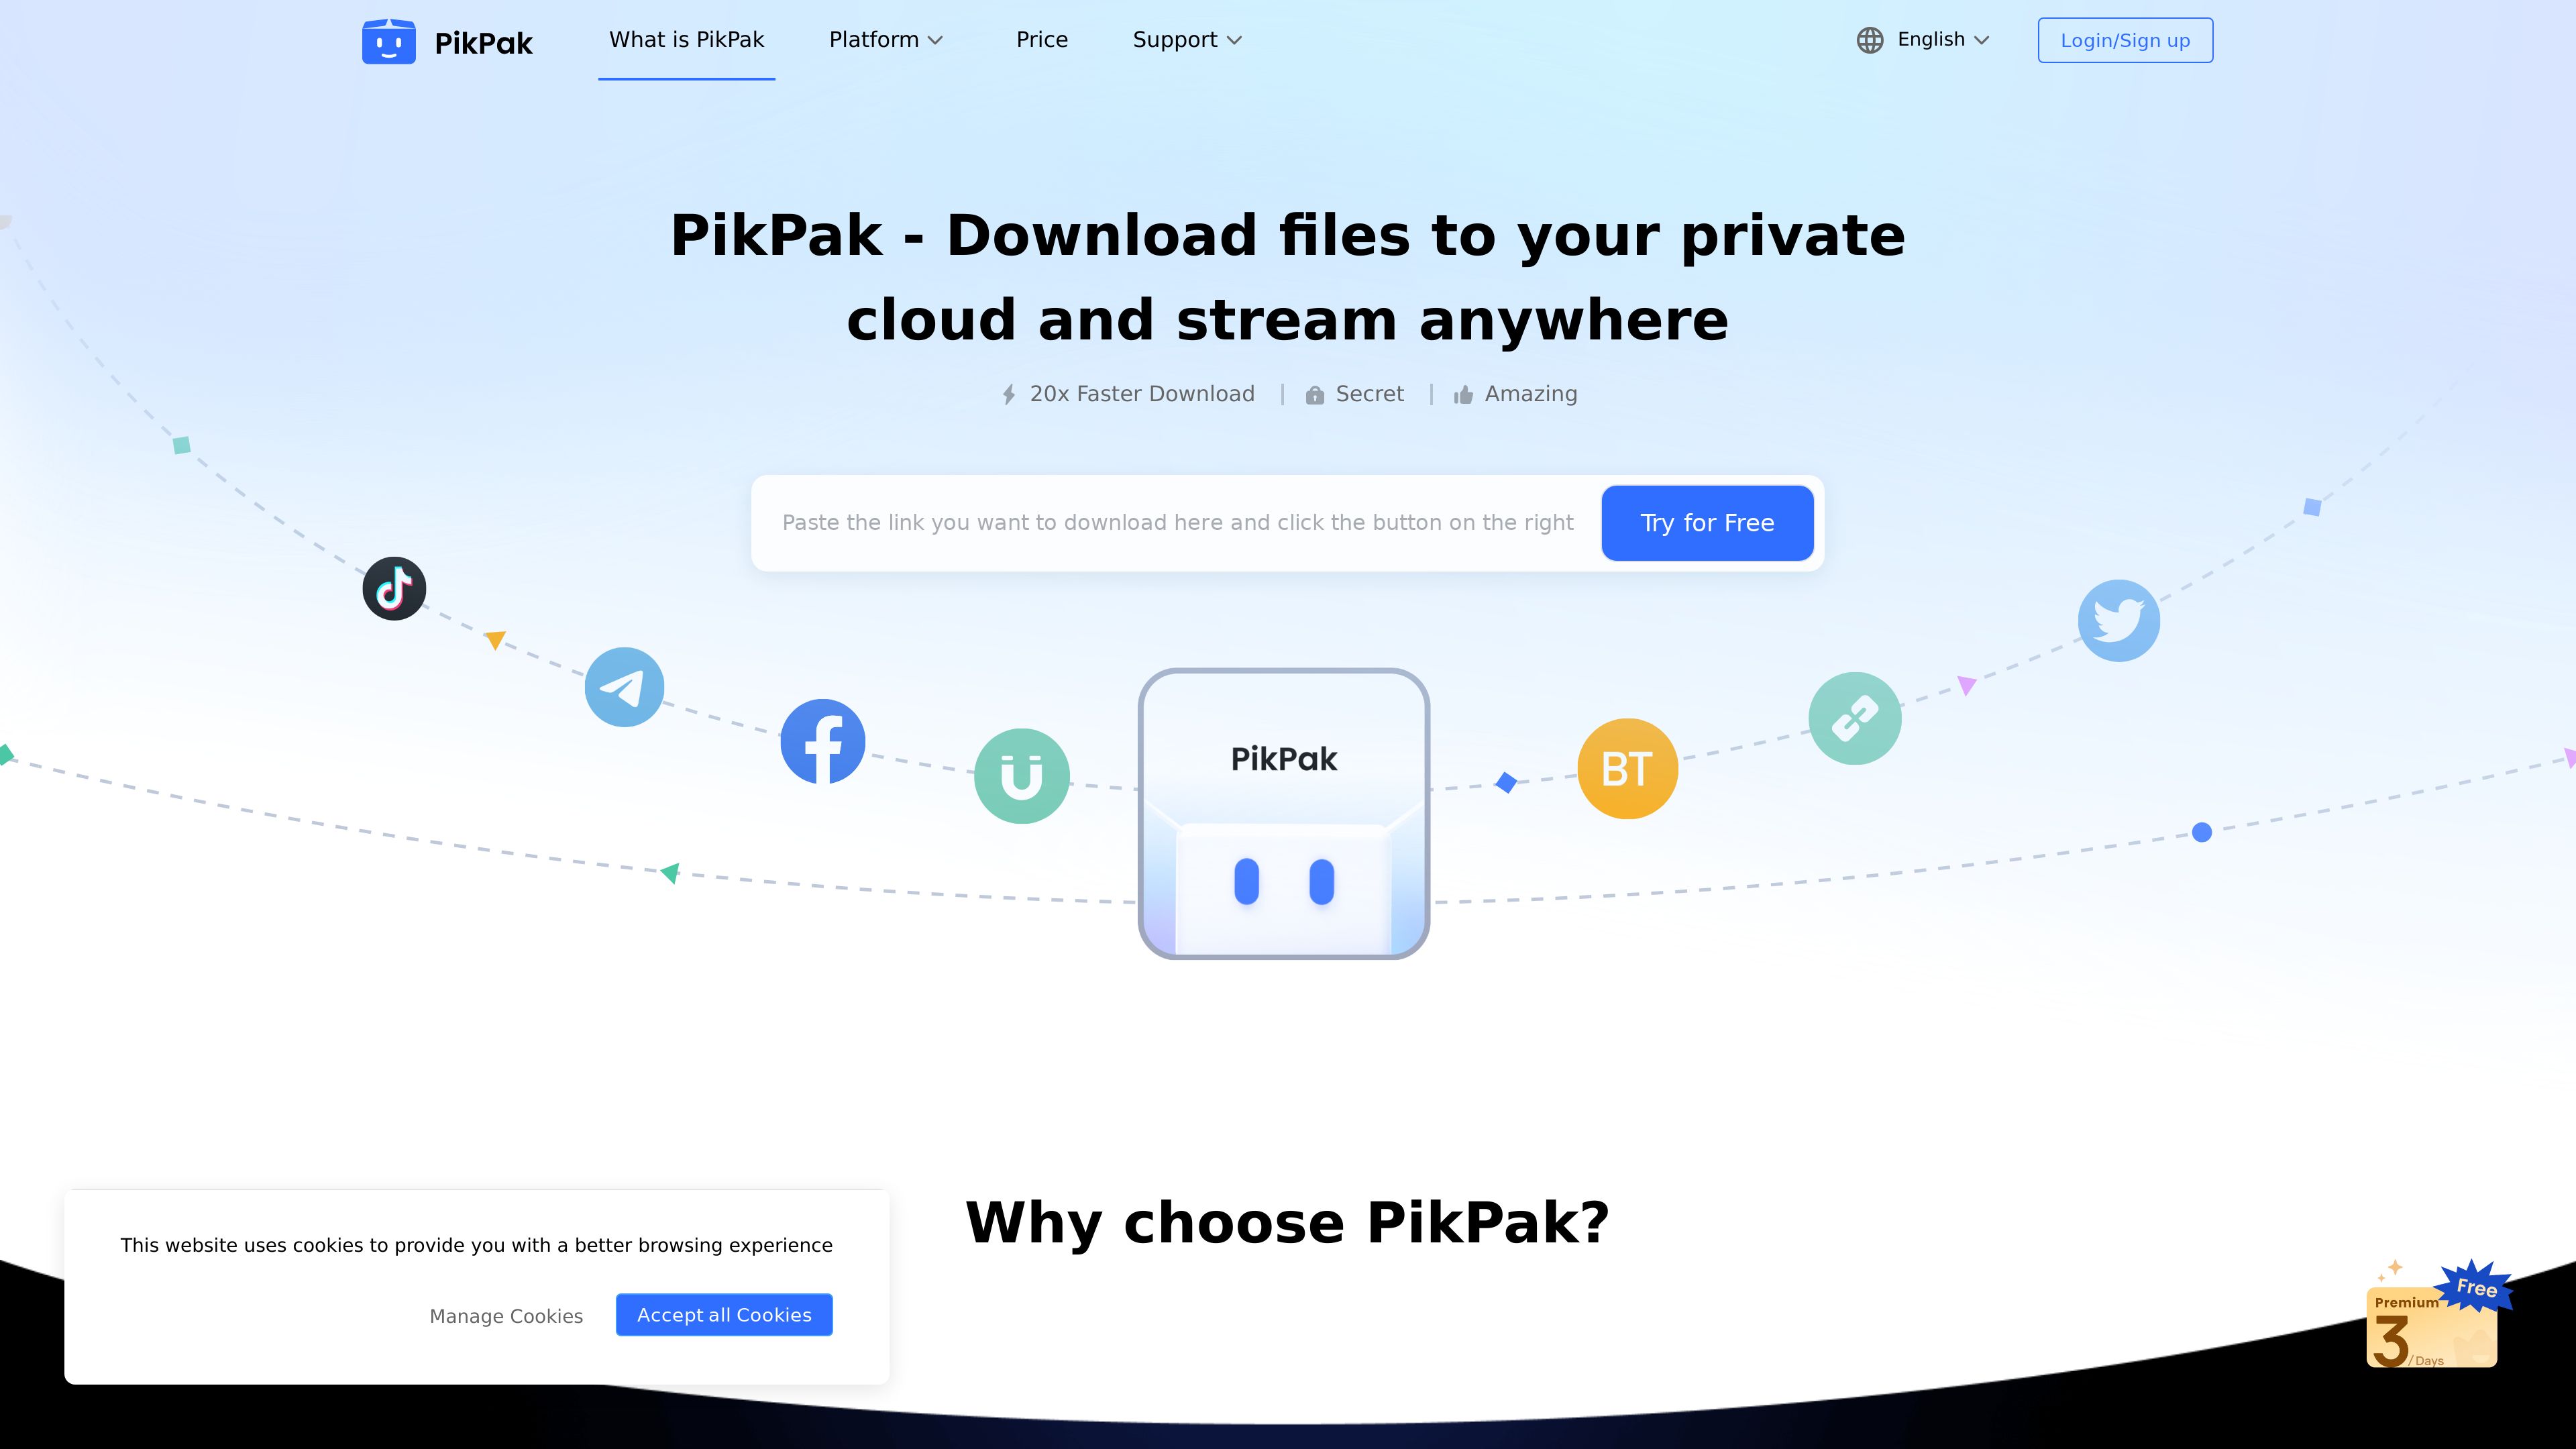 PikPak
What is PikPak
Platform
Price
Support
English
Login/Sign up
PikPak - Download files to your private
cloud and stream anywhere
20x Faster Download
Secret
Amazing
Paste the link you want to download here and click the button on the right
Try for Free
PikPak
BT
Why choose PikPak?
This website uses cookies to provide you with a better browsing experience
Manage Cookies
Accept all Cookies
Free
Premium
3/Days